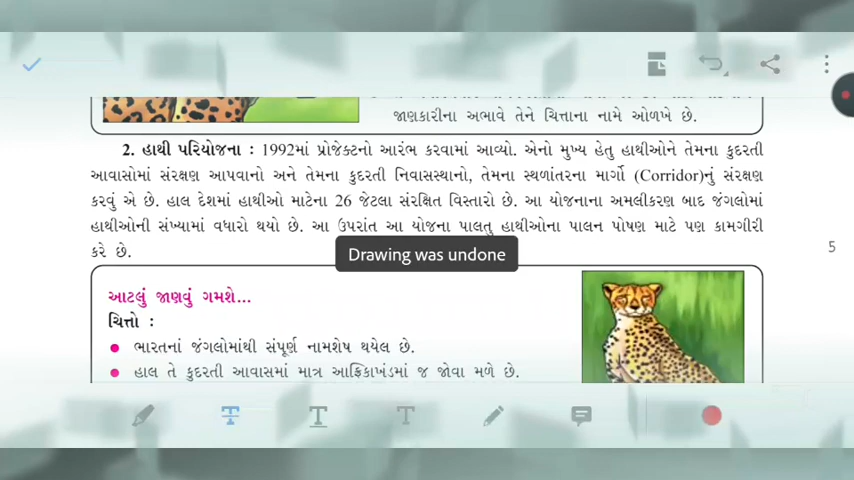 જાણકારીના અભાવે તેને ચિત્તાના નામે ઓળખે છે.
2. હાથી પરિયોજના : 1992માં પ્રોજેક્ટનો આરંભ કરવામાં આવ્યો. એનો મુખ્ય હેતુ હાથીઓને તેમના કુદરતી
આવાસોમાં સંરક્ષણ આપવાનો અને તેમના કુદરતી નિવાસસ્થાનો, તેમના સ્થળાંતરના માર્ગો (Corridor)નું સંરક્ષણ
કરવું એ છે. હાલ દેશમાં હાથીઓ માટેના 26 જેટલા સંરક્ષિત વિસ્તારો છે. આ યોજનાના અમલીકરણ બાદ જંગલોમાં
હાથીઓની સંખ્યામાં વધારો થયો છે. આ ઉપરાંત આ યોજના પાલતુ હાથીઓના પાલન પોષણ માટે પણ કામગીરી
કરે છે.
Drawing was undone
5
આટલું જાણવું ગમશે...
ચિત્તો :
ભારતનાં જંગલોમાંથી સંપૂર્ણ નામશેષ થયેલ છે.
હાલ તે કુદરતી આવાસમાં માત્ર આફ્રિકાખંડમાં જ જોવા મળે છે.